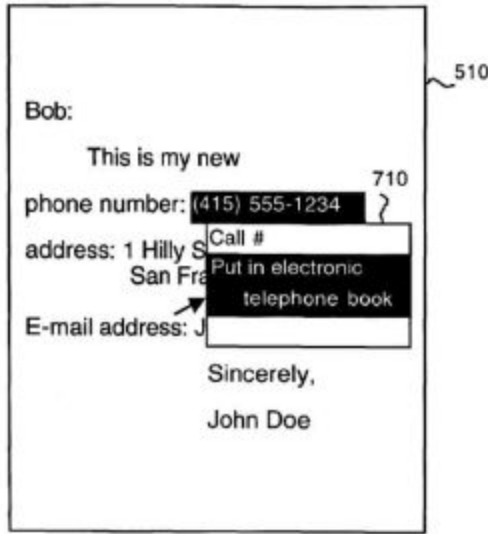 510
Bob:
This is my new
710
phone number: (415) 555-1234
Call #
address: 1 Hilly S
Put in electronic
San Fra
telephone book
E-mail address: J
Sincerely,
John Doe